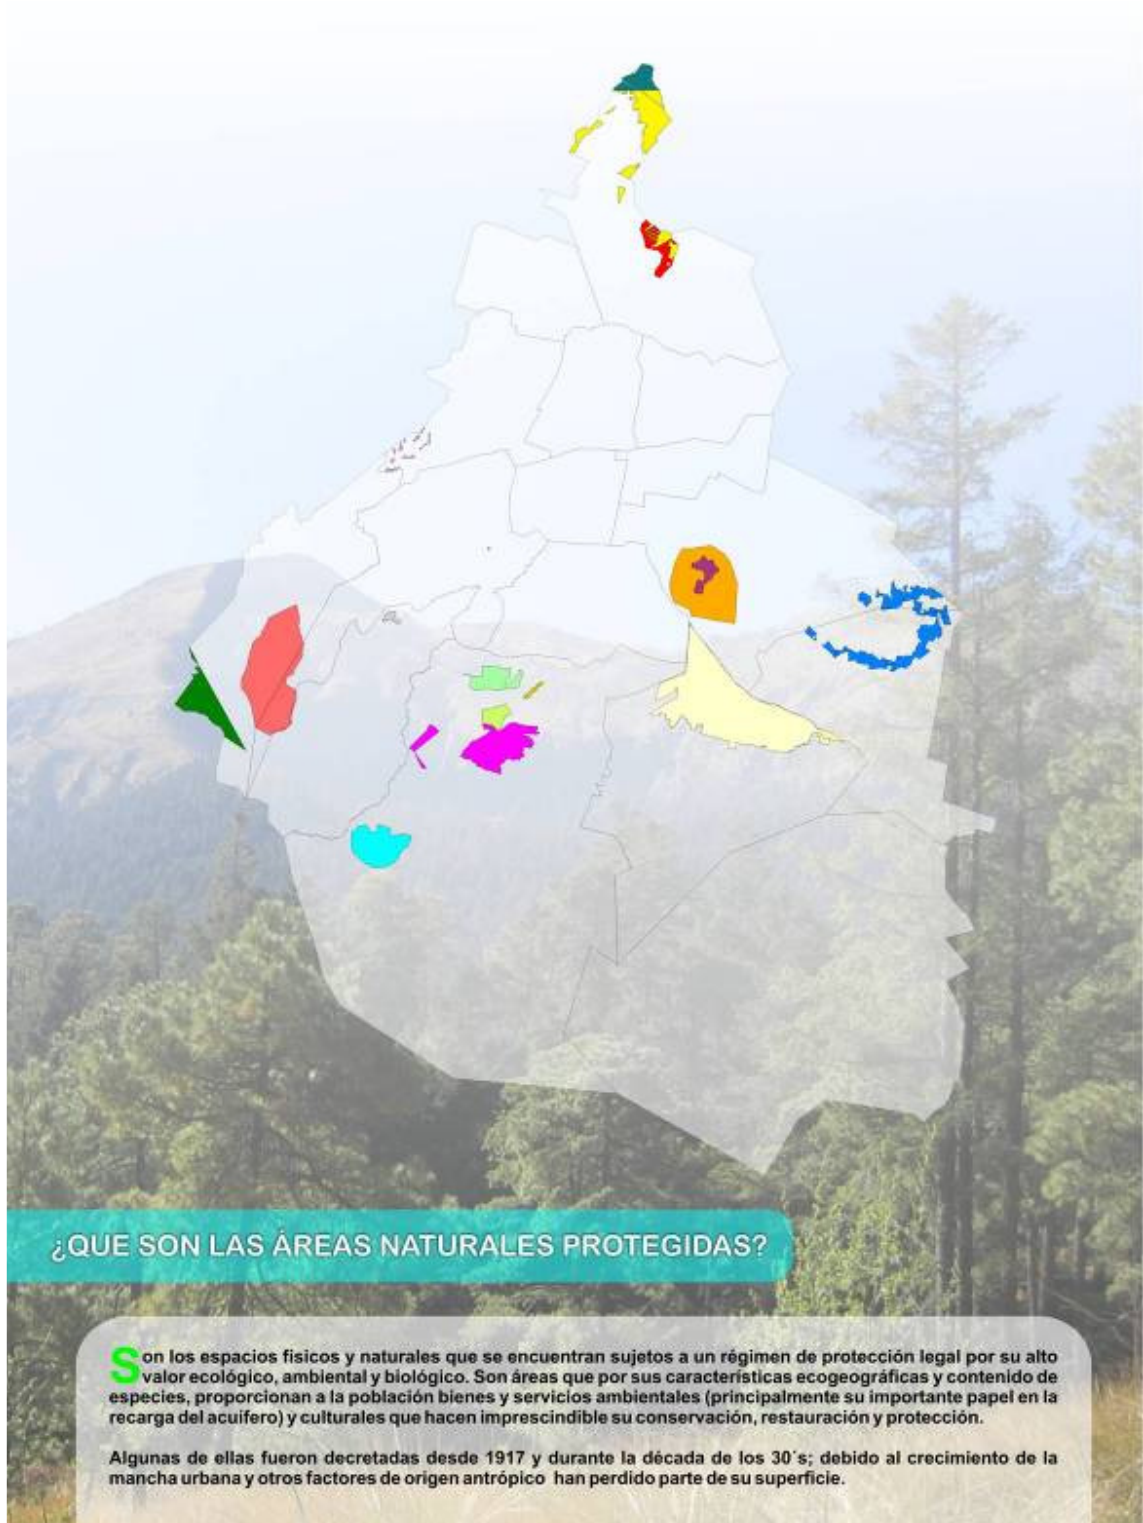 ¿QUE SON LAS ÁREAS NATURALES PROTEGIDAS?
Son los espacios fisicos y naturales que se encuentran sujetos a un régimen de protección legal por su alto
valor ecológico, ambiental y biológico. Son áreas que por sus características ecogeográficas y contenido de
especies, proporcionan a la población bienes y servicios ambientales (principalmente su importante papel en la
recarga del acuifero) y culturales que hacen imprescindible su conservación, restauración y protección.
Algunas de ellas fueron decretadas desde 1917 y durante la década de los 30´s; debido al crecimiento de la
mancha urbana y otros factores de origen antrópico han perdido parte de su superficie.